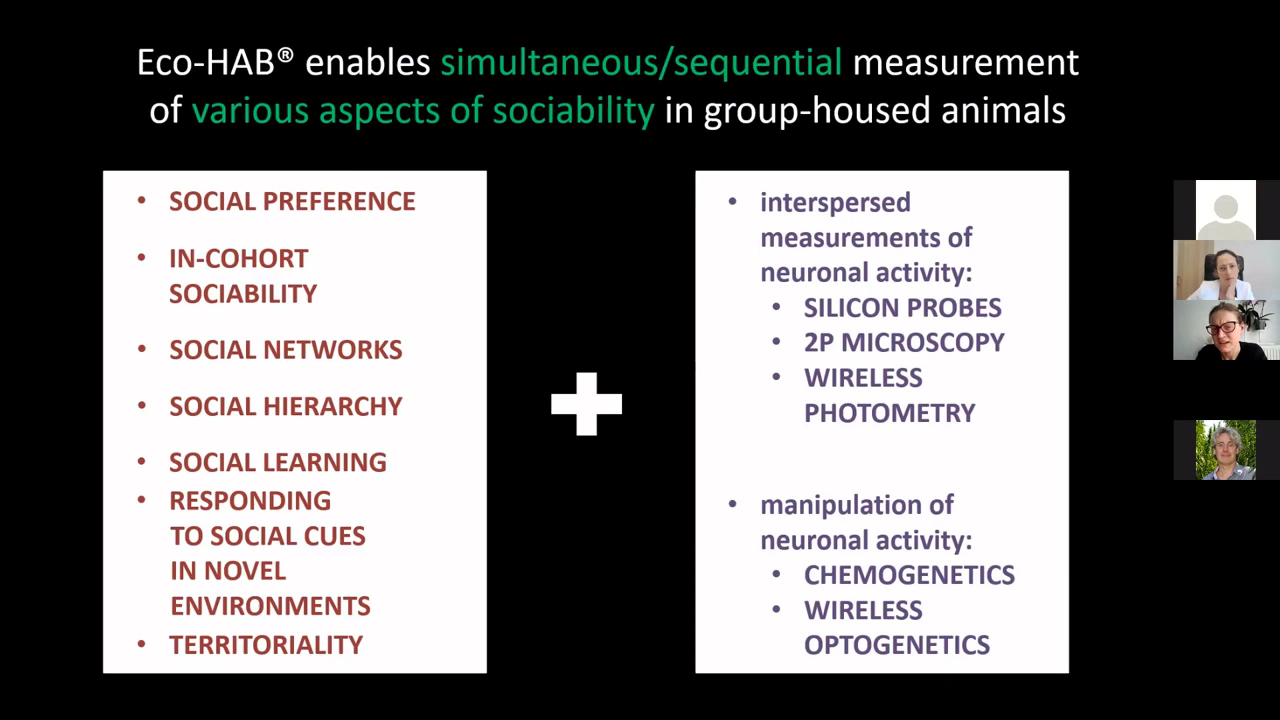 Eco-HAB® enables simultaneous/sequential measurement
of various aspects of sociability in group-housed animals
• SOCIAL PREFERENCE
• IN-COHORT
SOCIABILITY
• SOCIAL NETWORKS
• SOCIAL HIERARCHY
• SOCIAL LEARNING
• RESPONDING
TO SOCIAL CUES
IN NOVEL
ENVIRONMENTS
• TERRITORIALITY
• interspersed
measurements of
neuronal activity:
• SILICON PROBES
• 2P MICROSCOPY
• WIRELESS
PHOTOMETRY
• manipulation of
neuronal activity:
• CHEMOGENETICS
• WIRELESS
OPTOGENETICS